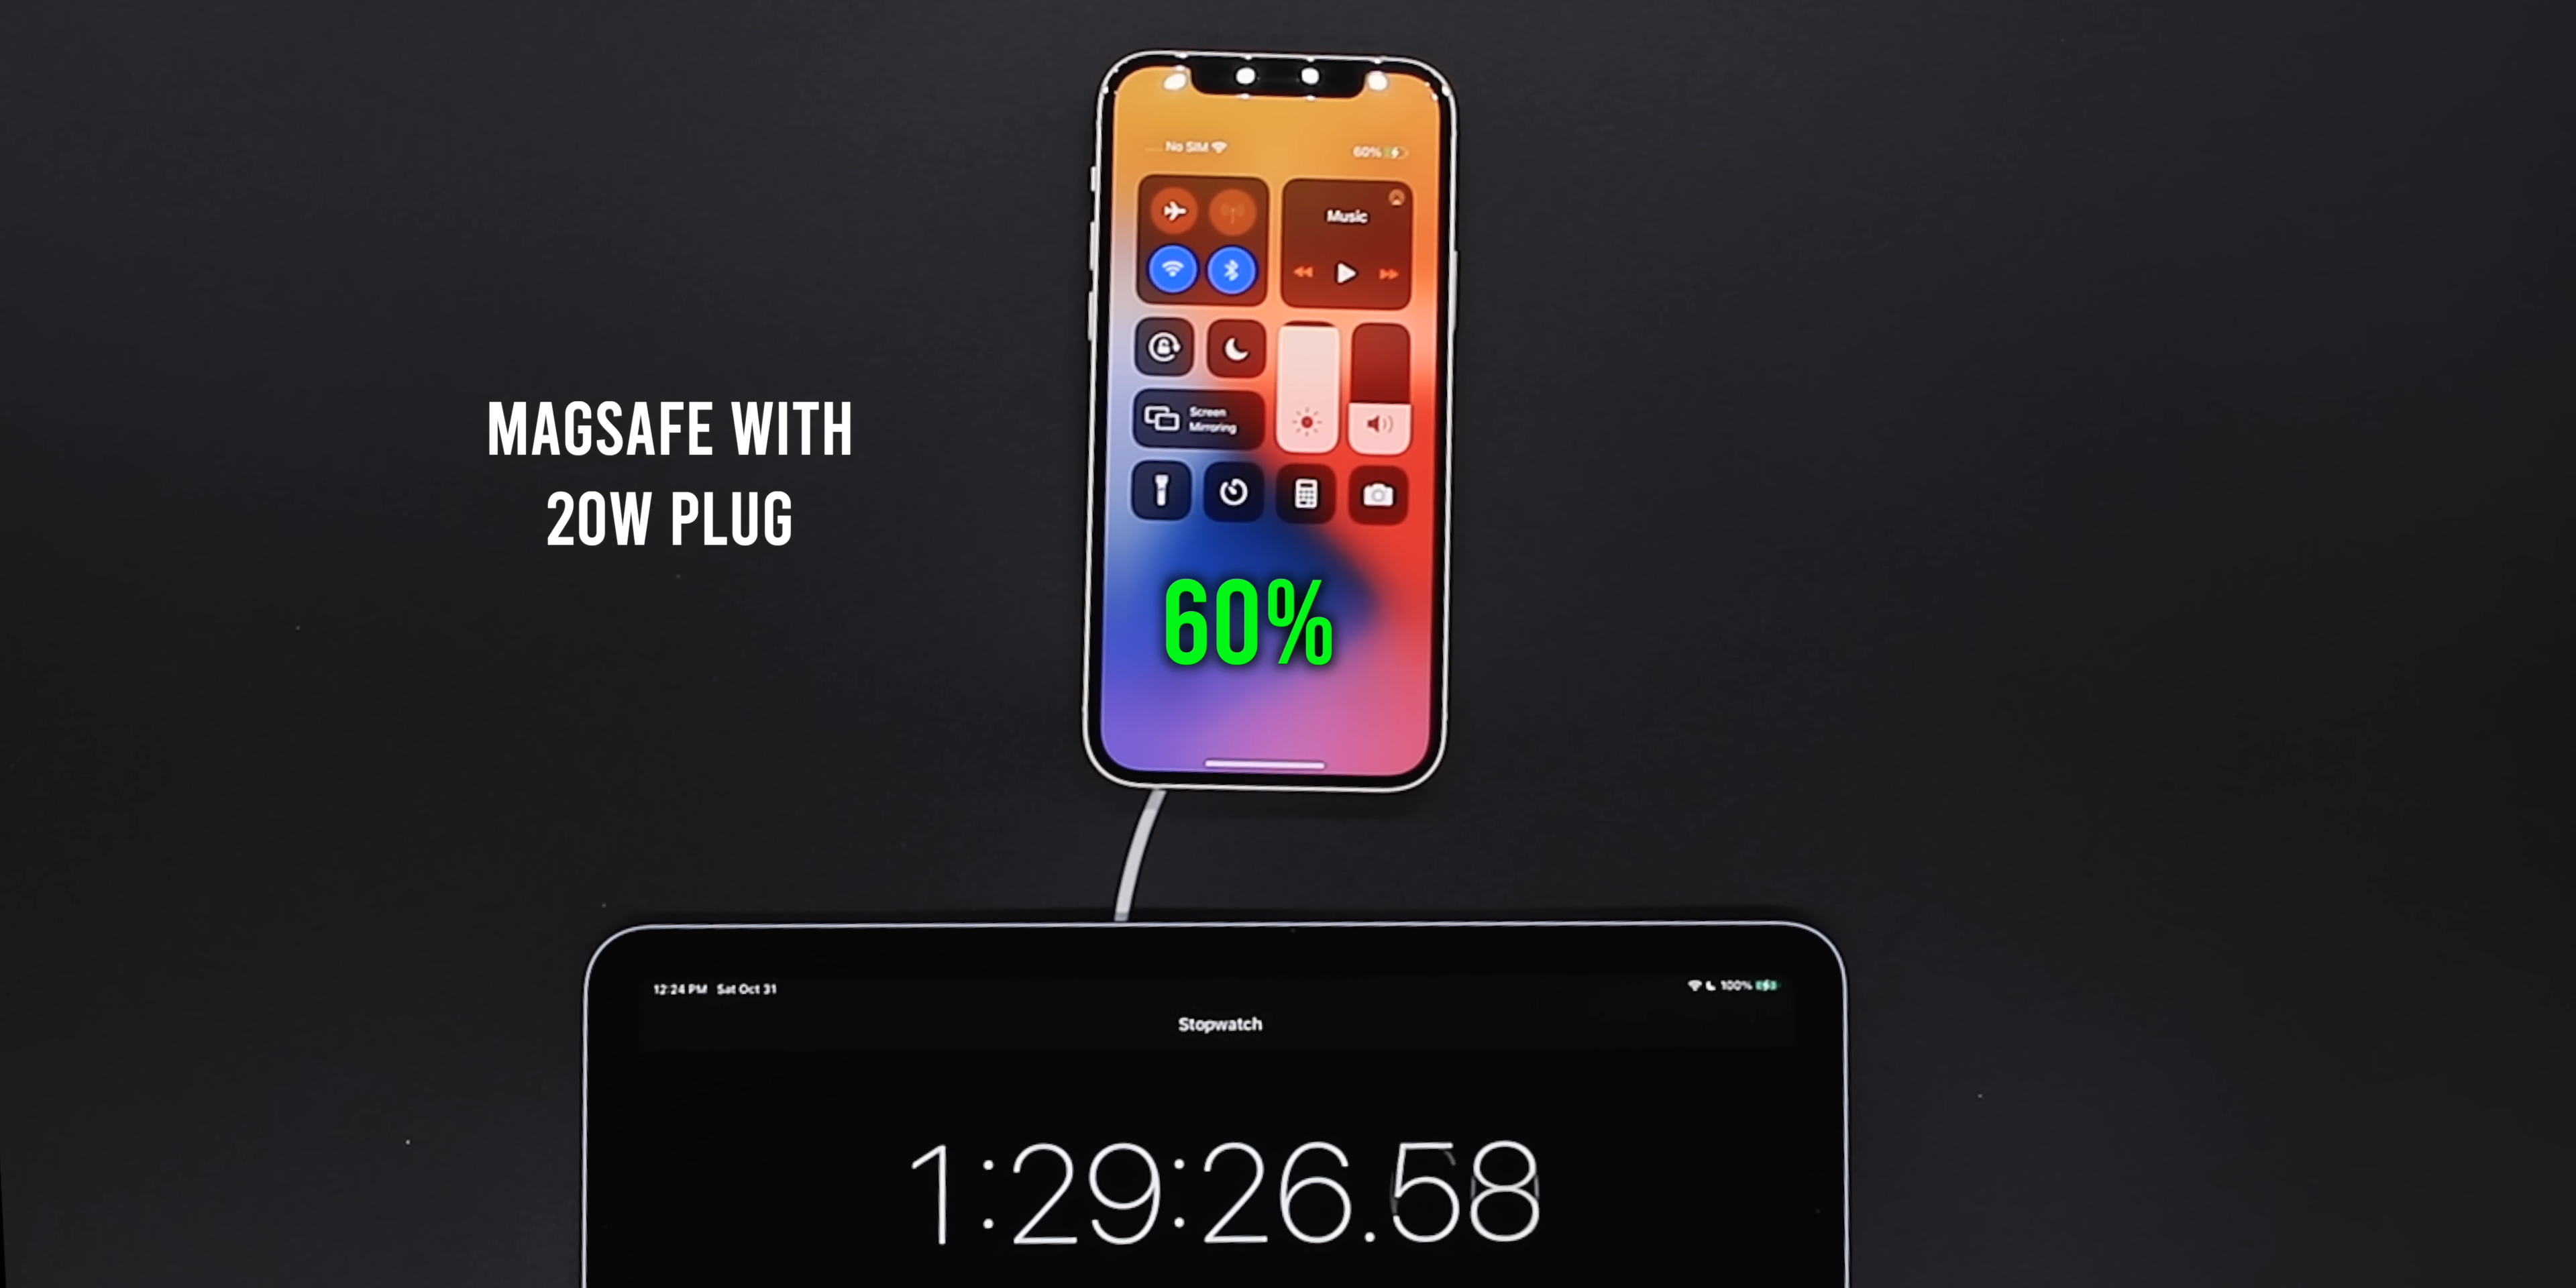 No SIM
60%
Music
MAGSAFE WITH
20W PLUG
Screen
Mirroring
60%
12:24 PM Sat Oct 31
100%
Stopwatch
1:29:26.58